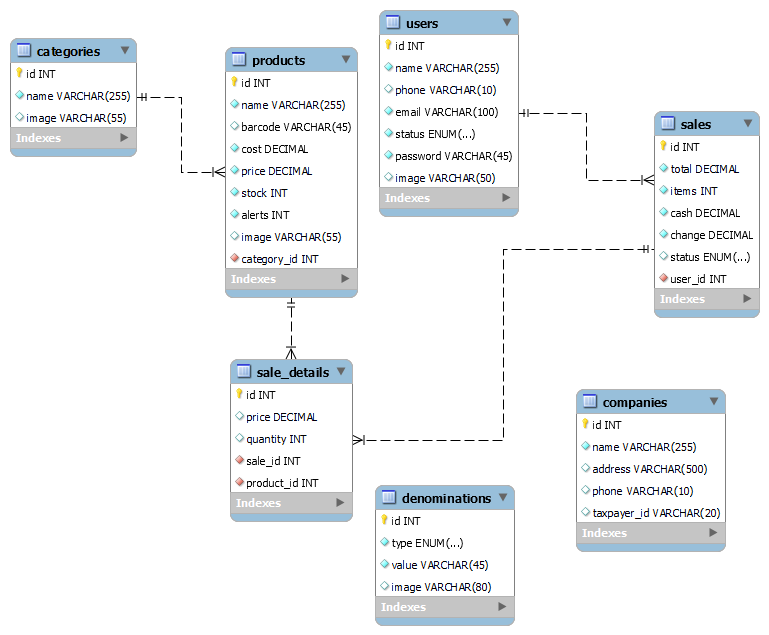 categories
id INT
name VARCHAR(255)
image VARCHAR(55)
Indexes
products
id INT
name VARCHAR(255)
barcode VARCHAR(45)
cost DECIMAL
price DECIMAL
stock INT
alerts INT
image VARCHAR(55)
category_id INT
Indexes
users
id INT
name VARCHAR(255)
phone VARCHAR(10)
email VARCHAR(100)
status ENUM(...)
password VARCHAR(45)
image VARCHAR(50)
Indexes
sales
id INT
total DECIMAL
items INT
cash DECIMAL
change DECIMAL
status ENUM(...)
user_id INT
Indexes
sale_details
id INT
price DECIMAL
quantity INT
sale_id INT
product_id INT
Indexes
denominations
id INT
type ENUM(...)
value VARCHAR(45)
image VARCHAR(80)
Indexes
companies
id INT
name VARCHAR(255)
address VARCHAR(500)
phone VARCHAR(10)
taxpayer_id VARCHAR(20)
Indexes